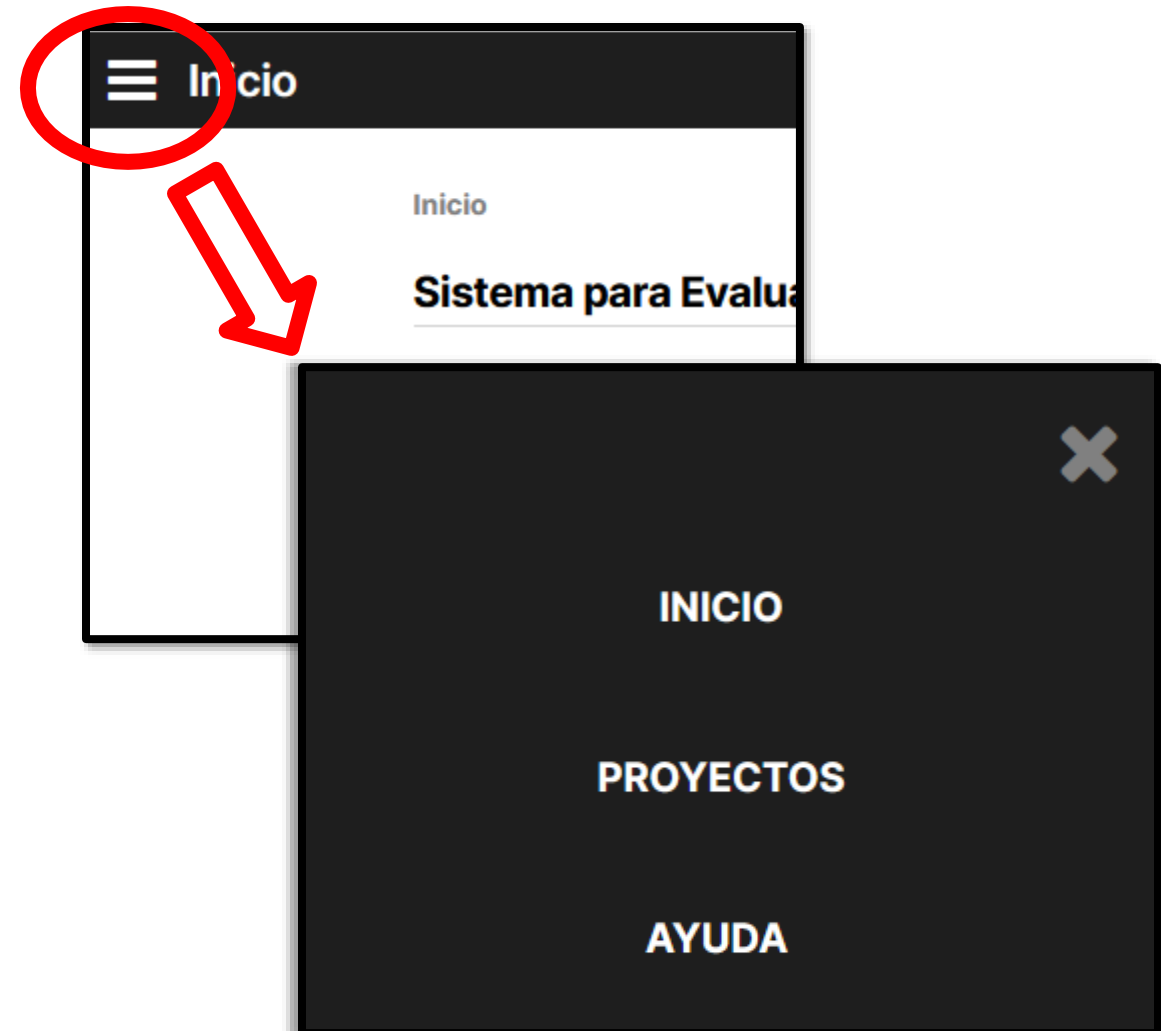 Inicio
Inicio
Sistema para Evalua
INICIO
PROYECTOS
AYUDA